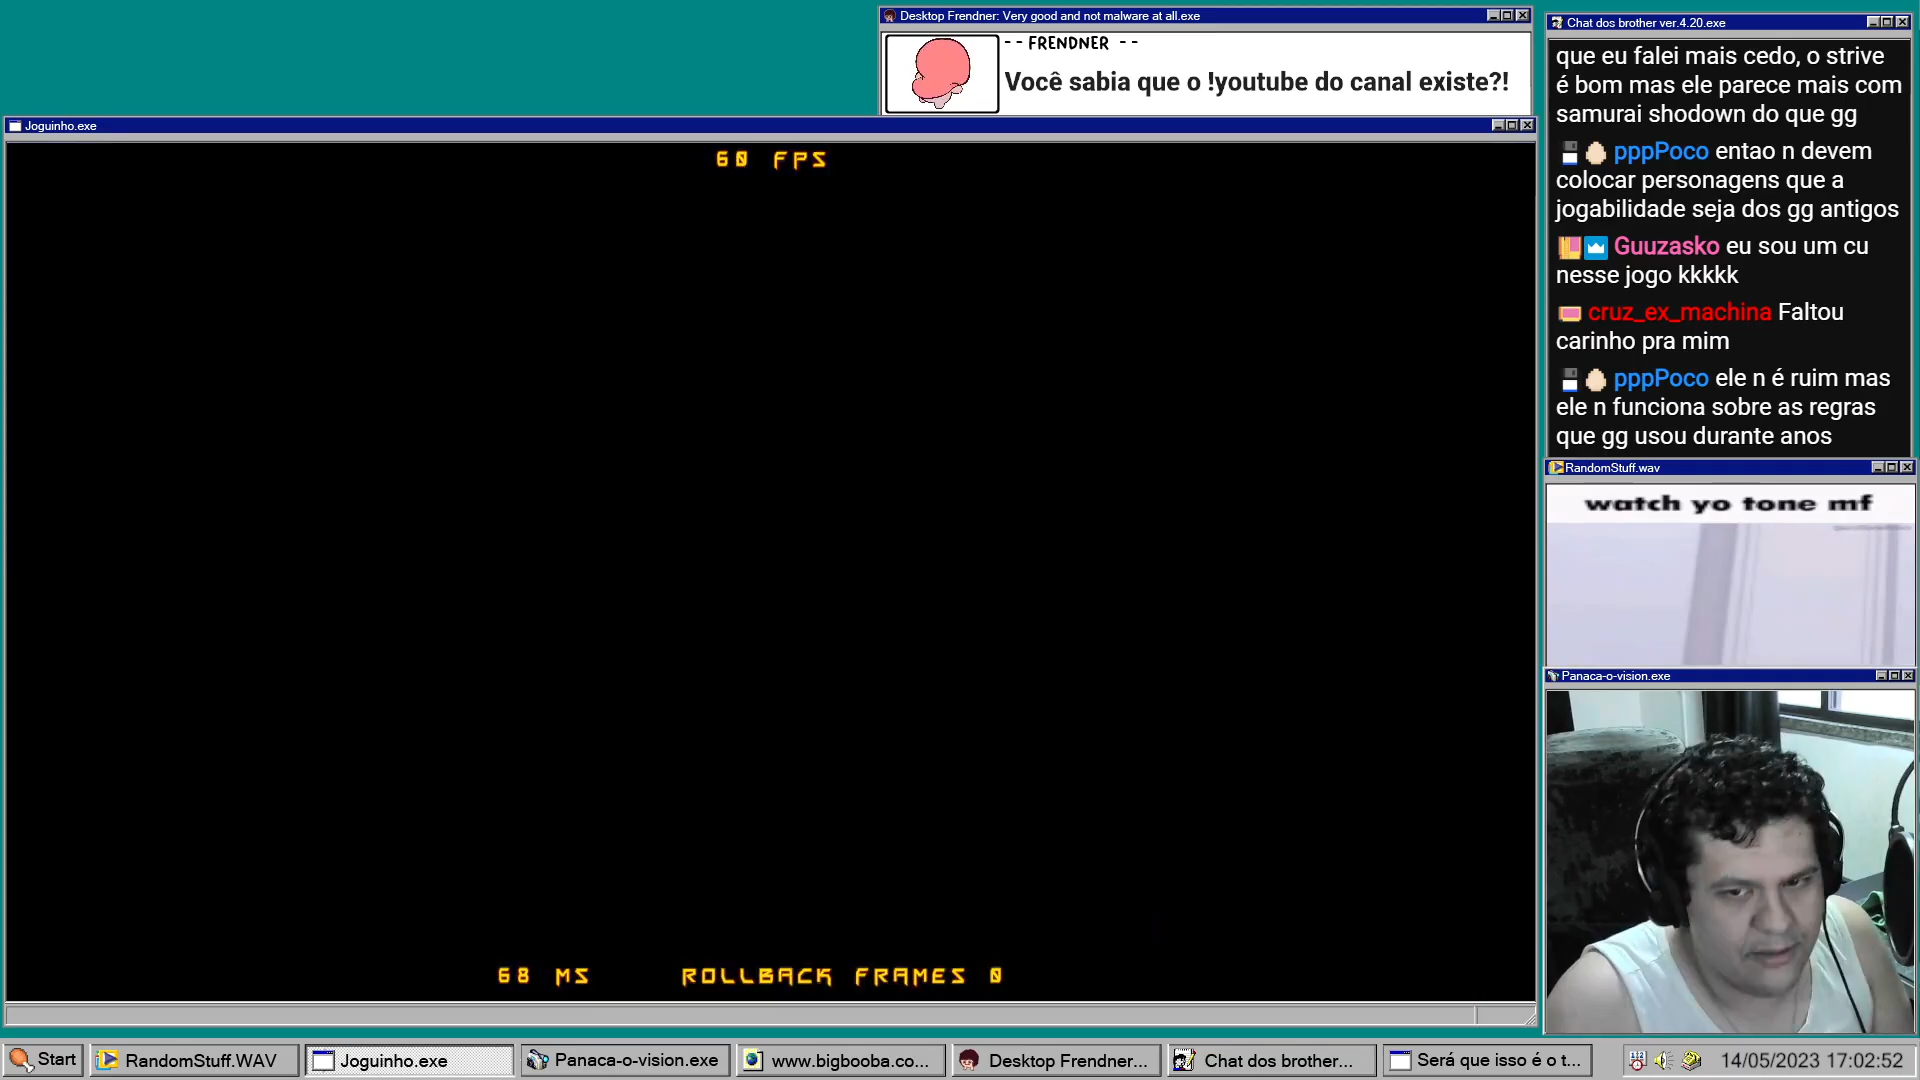 Desktop Frendner: Very good and not malware at all.exe
-- FRENDNER --
Você sabia que o !youtube do canal existe?!
Joguinho.exe
60 FPS
68 MS ROLLBACK FRAMES 0
Chat dos brother ver.4.20.exe
que eu falei mais cedo, o strive
é bom mas ele parece mais com
samurai shodown do que gg
pppPoco entao n devem
colocar personagens que a
jogabilidade seja dos gg antigos
Guuzasko eu sou um cu
nesse jogo kkkkk
cruz_ex_machina Faltou
carinho pra mim
pppPoco ele n é ruim mas
ele n funciona sobre as regras
que gg usou durante anos
RandomStuff.wav
watch yo tone mf
Panaca-o-vision.exe
Start
RandomStuff.WAV
Joguinho.exe
Panaca-o-vision.exe
www.bigbooba.co...
Desktop Frendner...
Chat dos brother...
Será que isso é o t...
14/05/2023 17:02:52